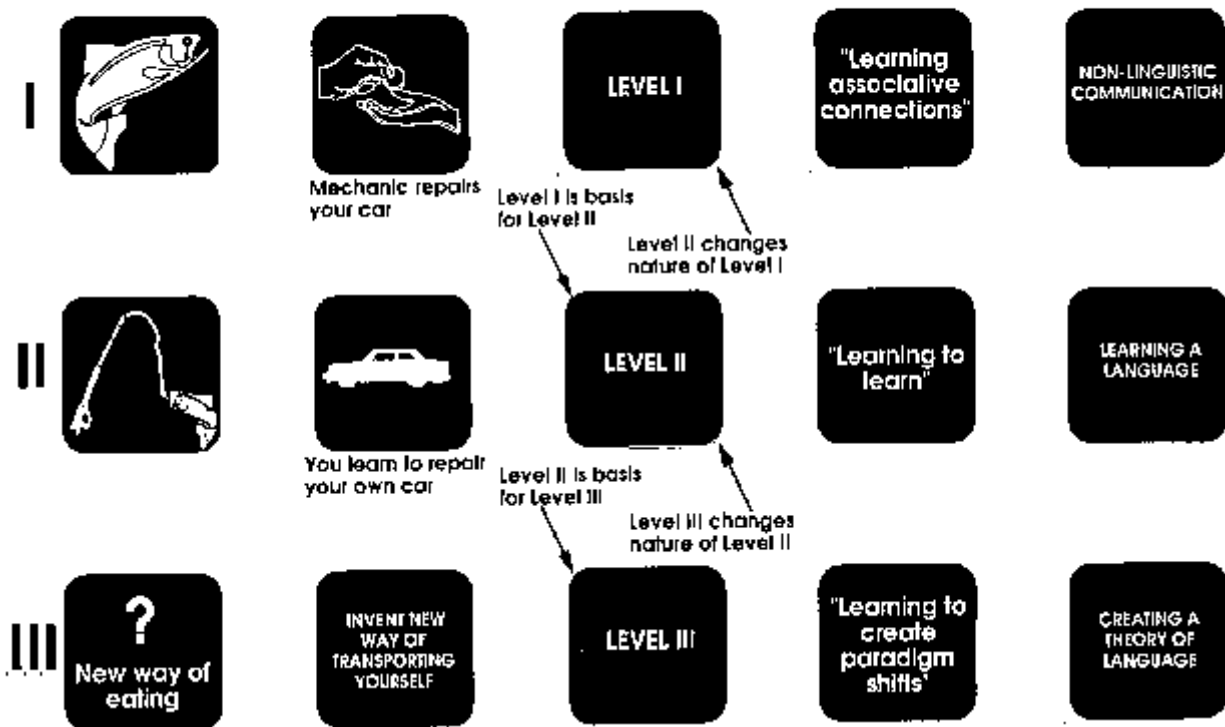 I
LEVEL I
"Learning
associative
connections"
NON-LINGUISTIC
COMMUNICATION
Mechanic repairs
your car
Level I is basis
for Level II
Level II changes
nature of Level I
II
LEVEL II
"Learning to
learn"
LEARNING A
LANGUAGE
You learn to repair
your own car
Level II is basis
for Level III
Level III changes
nature of Level II
III
?
New way of
eating
INVENT NEW
WAY OF
TRANSPORTING
YOURSELF
LEVEL III
"Learning to
create
paradigm
shifts"
CREATING A
THEORY OF
LANGUAGE